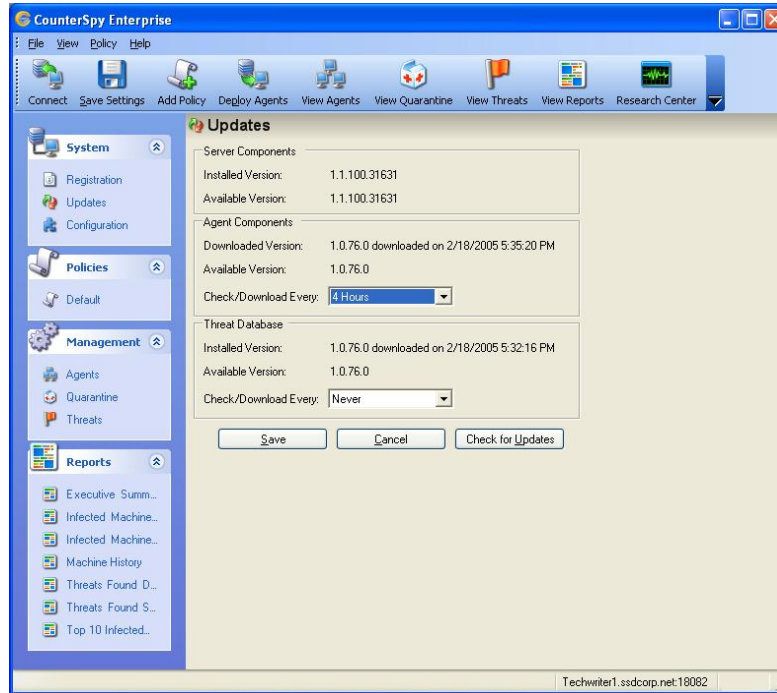 CounterSpy Enterprise
File View Policy Help
Connect Save Settings Add Policy Deploy Agents View Agents View Quarantine View Threats View Reports Research Center
System
Registration
Updates
Configuration
Policies
Default
Management
Agents
Quarantine
Threats
Reports
Executive Summ...
Infected Machine...
Infected Machine...
Machine History
Threats Found D...
Threats Found S...
Top 10 Infected...
Updates
Server Components
Installed Version: 1.1.100.31631
Available Version: 1.1.100.31631
Agent Components
Downloaded Version: 1.0.76.0 downloaded on 2/18/2005 5:35:20 PM
Available Version: 1.0.76.0
Check/Download Every: 4 Hours
Threat Database
Installed Version: 1.0.76.0 downloaded on 2/18/2005 5:32:16 PM
Available Version: 1.0.76.0
Check/Download Every: Never
Save Cancel Check for Updates
Techwriter1.ssdcorp.net:18082